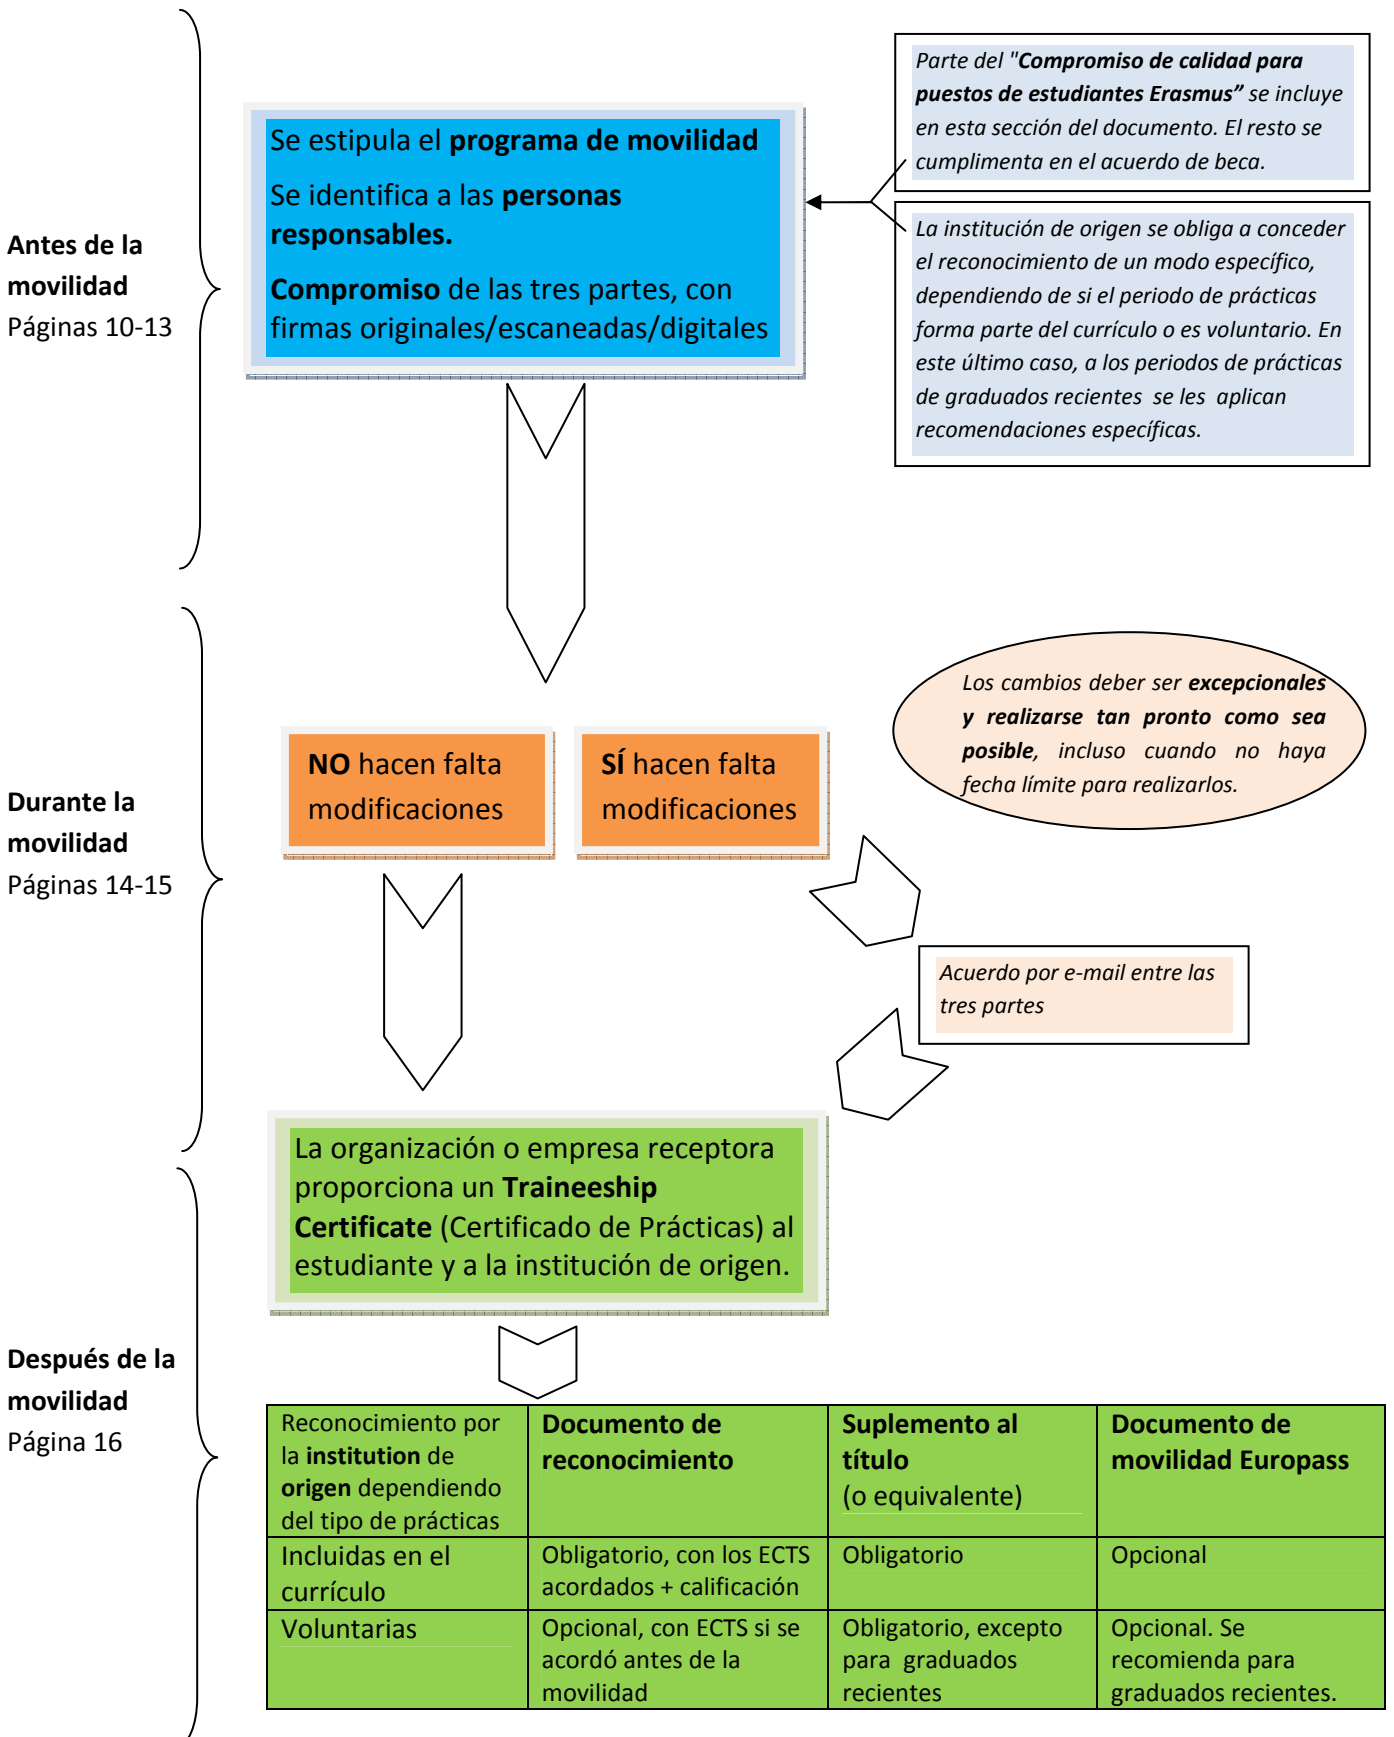 Parte del "Compromiso de calidad para
puestos de estudiantes Erasmus” se incluye
en esta sección del documento. El resto se
cumplimenta en el acuerdo de beca.
Se estipula el programa de movilidad
Se identifica a las personas
responsables.
Compromiso de las tres partes, con
firmas originales/escaneadas/digitales
Antes de la
movilidad
Páginas 10-13
La institución de origen se obliga a conceder
el reconocimiento de un modo específico,
dependiendo de si el periodo de prácticas
forma parte del currículo o es voluntario. En
este último caso, a los periodos de prácticas
de graduados recientes se les aplican
recomendaciones específicas.
Los cambios deber ser excepcionales
y realizarse tan pronto como sea
posible, incluso cuando no haya
fecha límite para realizarlos.
NO hacen falta
modificaciones
SÍ hacen falta
modificaciones
Durante la
movilidad
Páginas 14-15
Acuerdo por e-mail entre las
tres partes
La organización o empresa receptora
proporciona un Traineeship
Certificate (Certificado de Prácticas) al
estudiante y a la institución de origen.
Después de la
movilidad
Página 16
Reconocimiento por
la institution de
origen dependiendo
del tipo de prácticas
Documento de
reconocimiento
Suplemento al
título
(o equivalente)
Documento de
movilidad Europass
Incluidas en el
currículo
Obligatorio, con los ECTS
acordados + calificación
Obligatorio
Opcional
Voluntarias
Opcional, con ECTS si se
acordó antes de la
movilidad
Obligatorio, excepto
para graduados
recientes
Opcional. Se
recomienda para
graduados recientes.